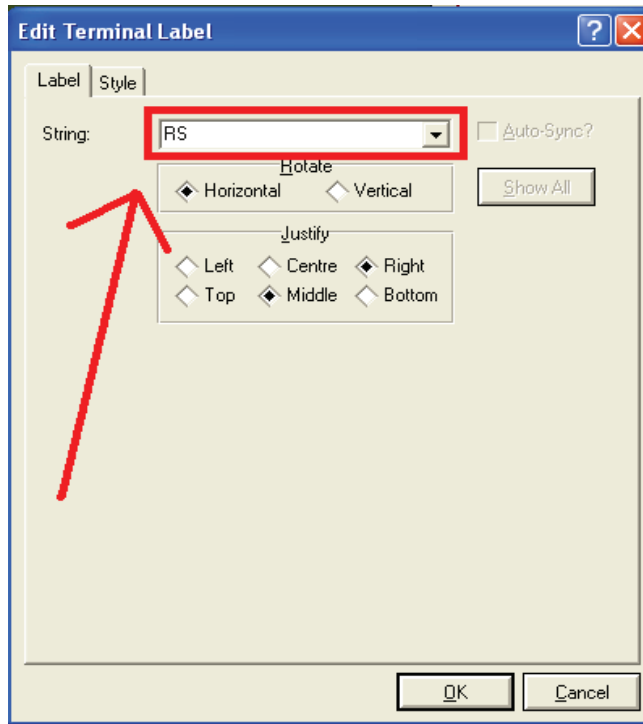 Edit Terminal Label
Label Style
String: RS Auto-Sync?
Rotate
Horizontal Vertical Show All
Justify
Left Centre Right
Top Middle Bottom
OK Cancel